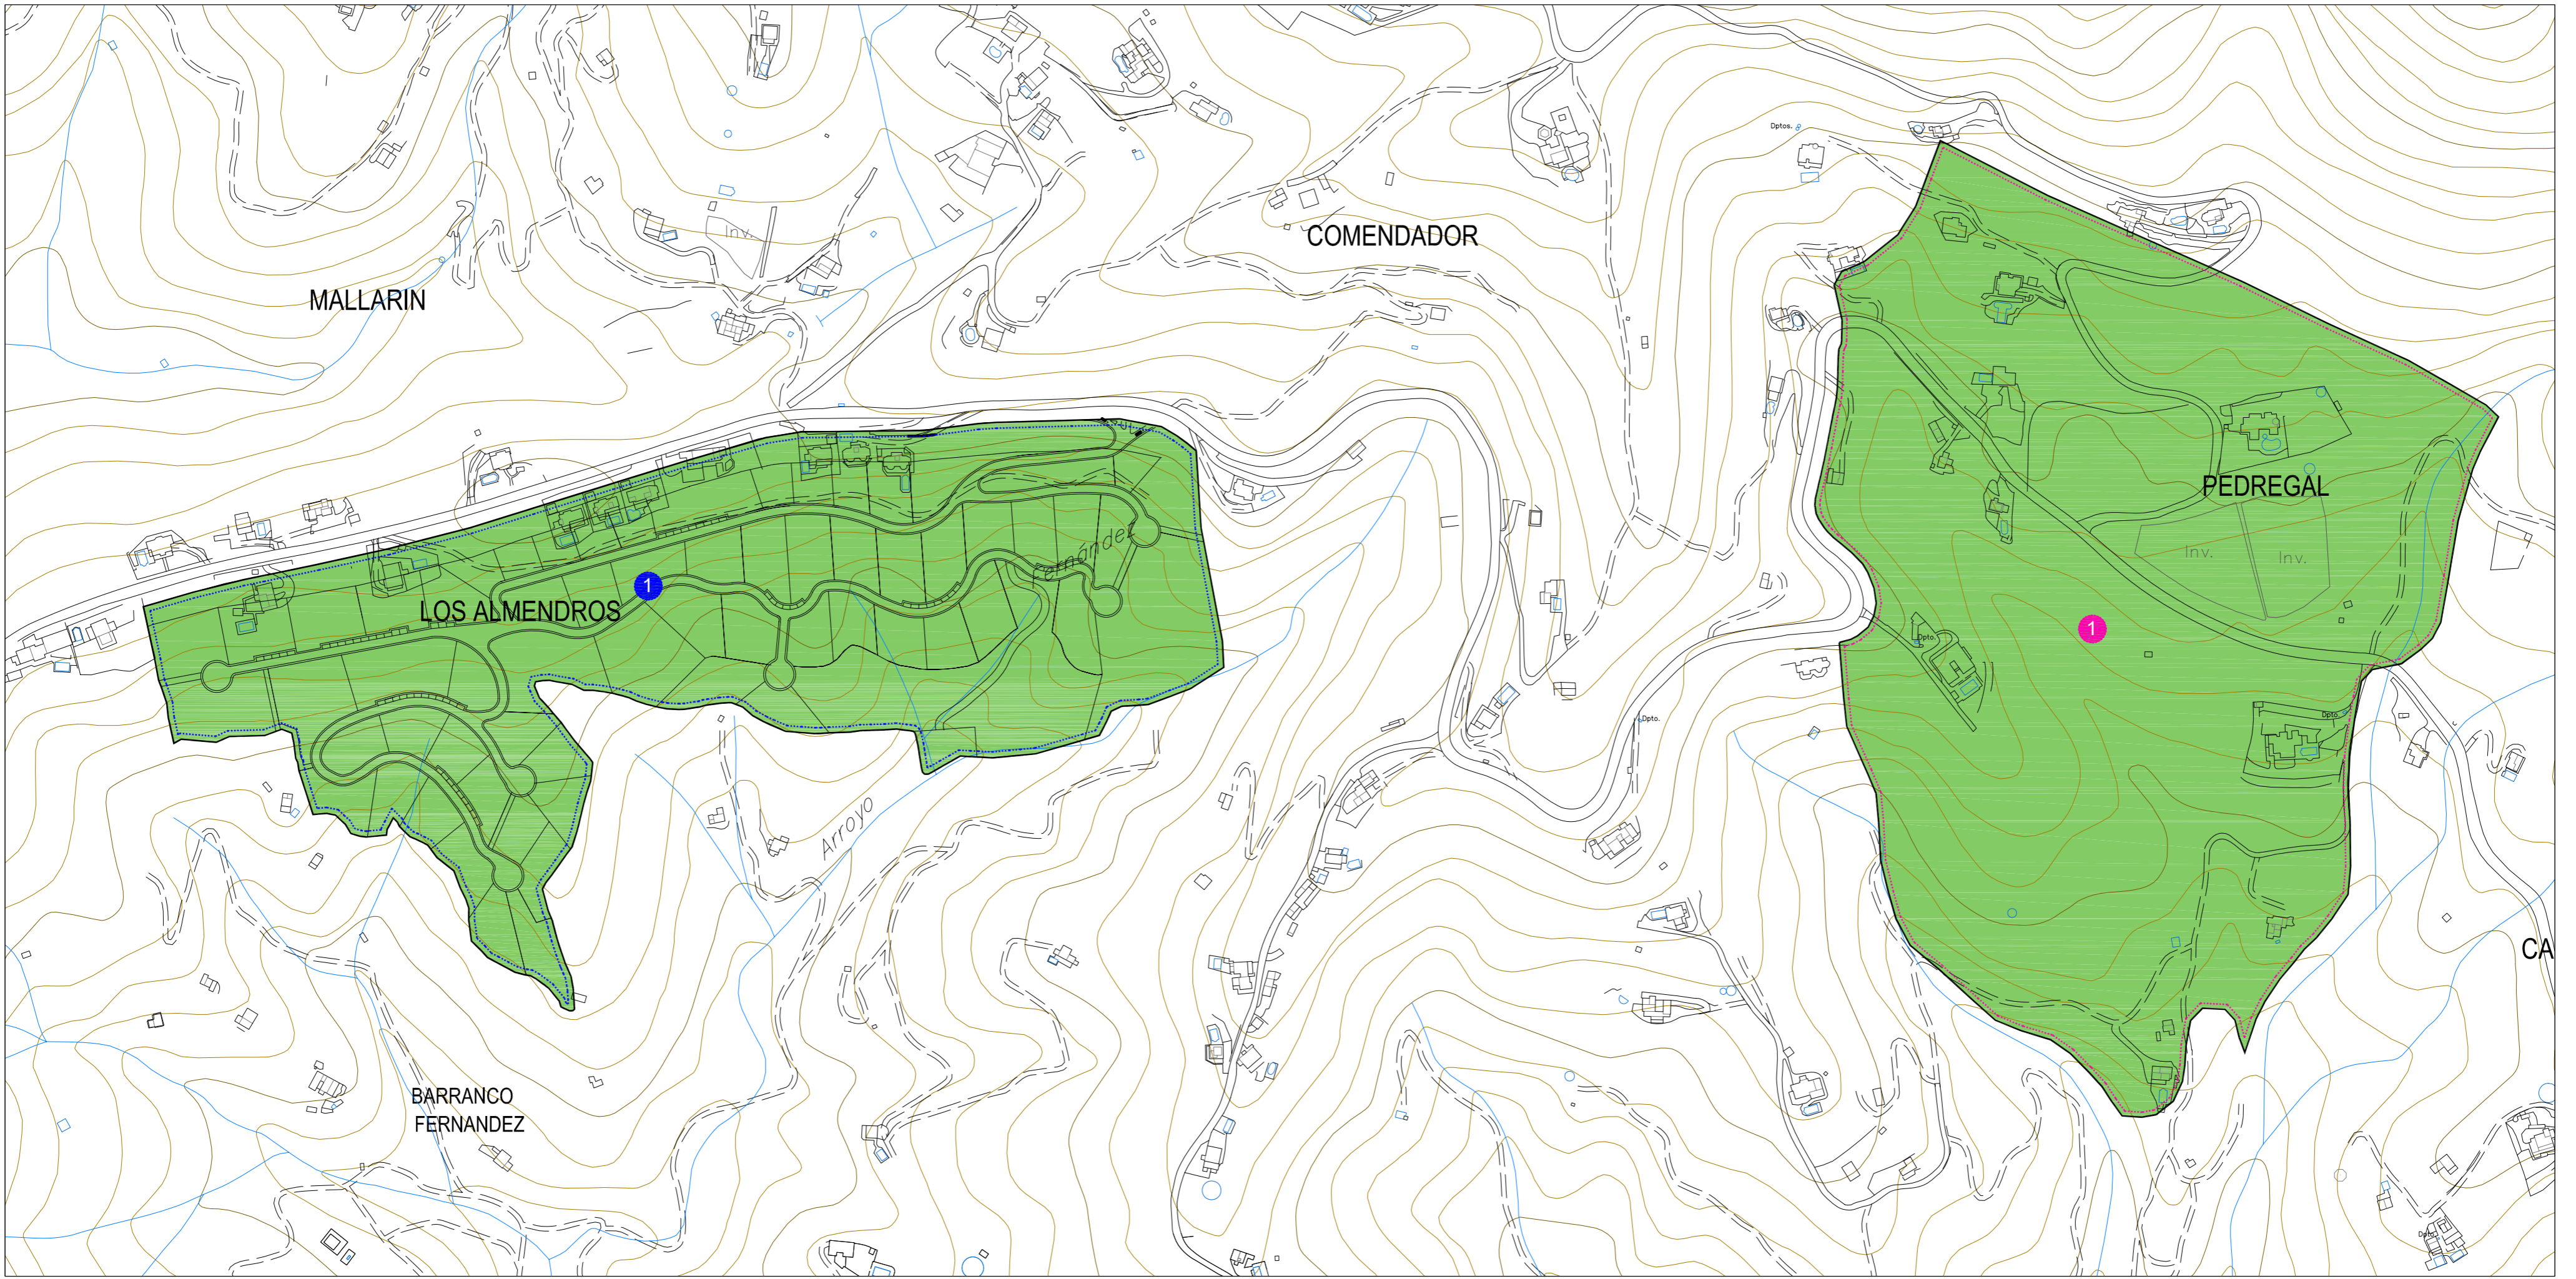 Dptos.
COMENDADOR
Inv.
MALLARIN
PEDREGAL
Inv.
Inv.
Fernández
1
LOS ALMENDROS
1
Dpto.
Dpto.
Dpto.
Arroyo
CA
BARRANCO
FERNANDEZ
Dpto.